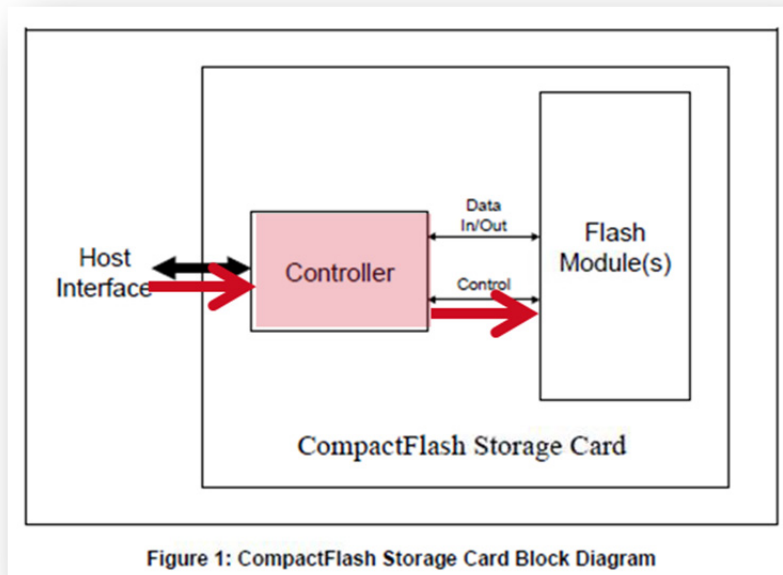 Data
In/Out
Flash
Module(s)
Host
Interface
Controller
Control
CompactFlash Storage Card
Figure 1: CompactFlash Storage Card Block Diagram